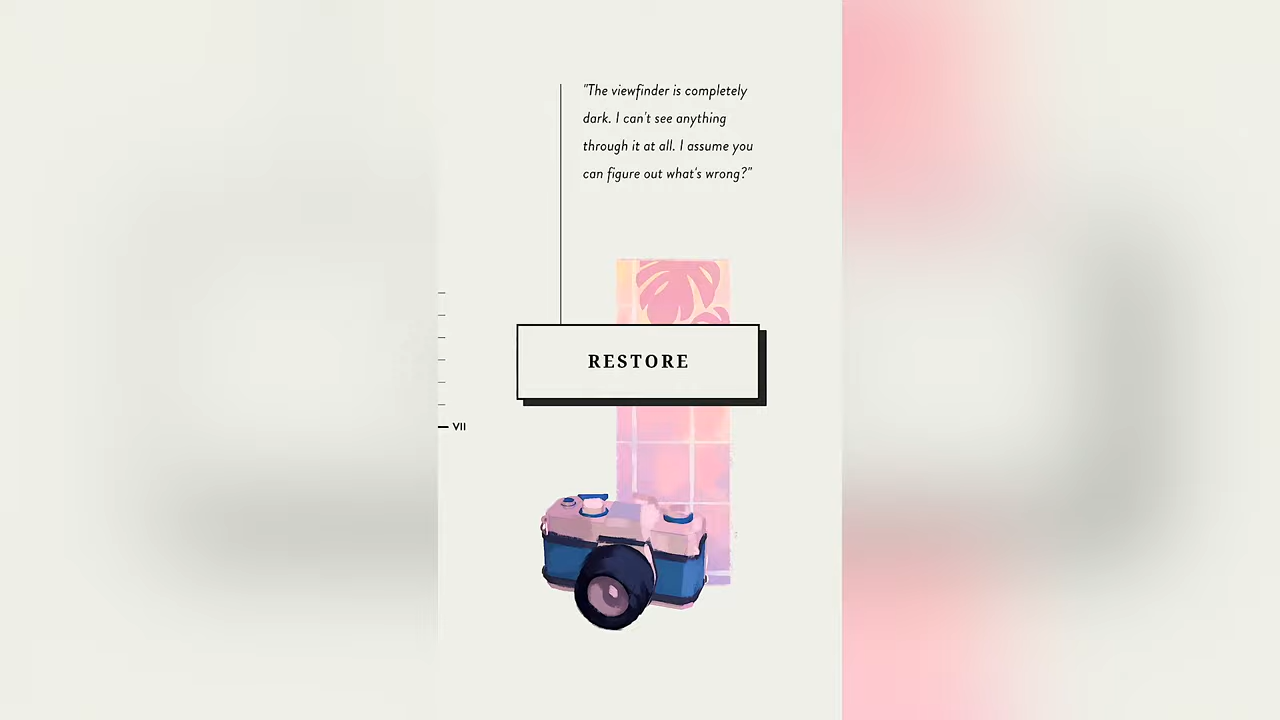 "The viewfinder is completely
dark. I can't see anything
through it at all. I assume you
can figure out what's wrong?"
RESTORE
VII